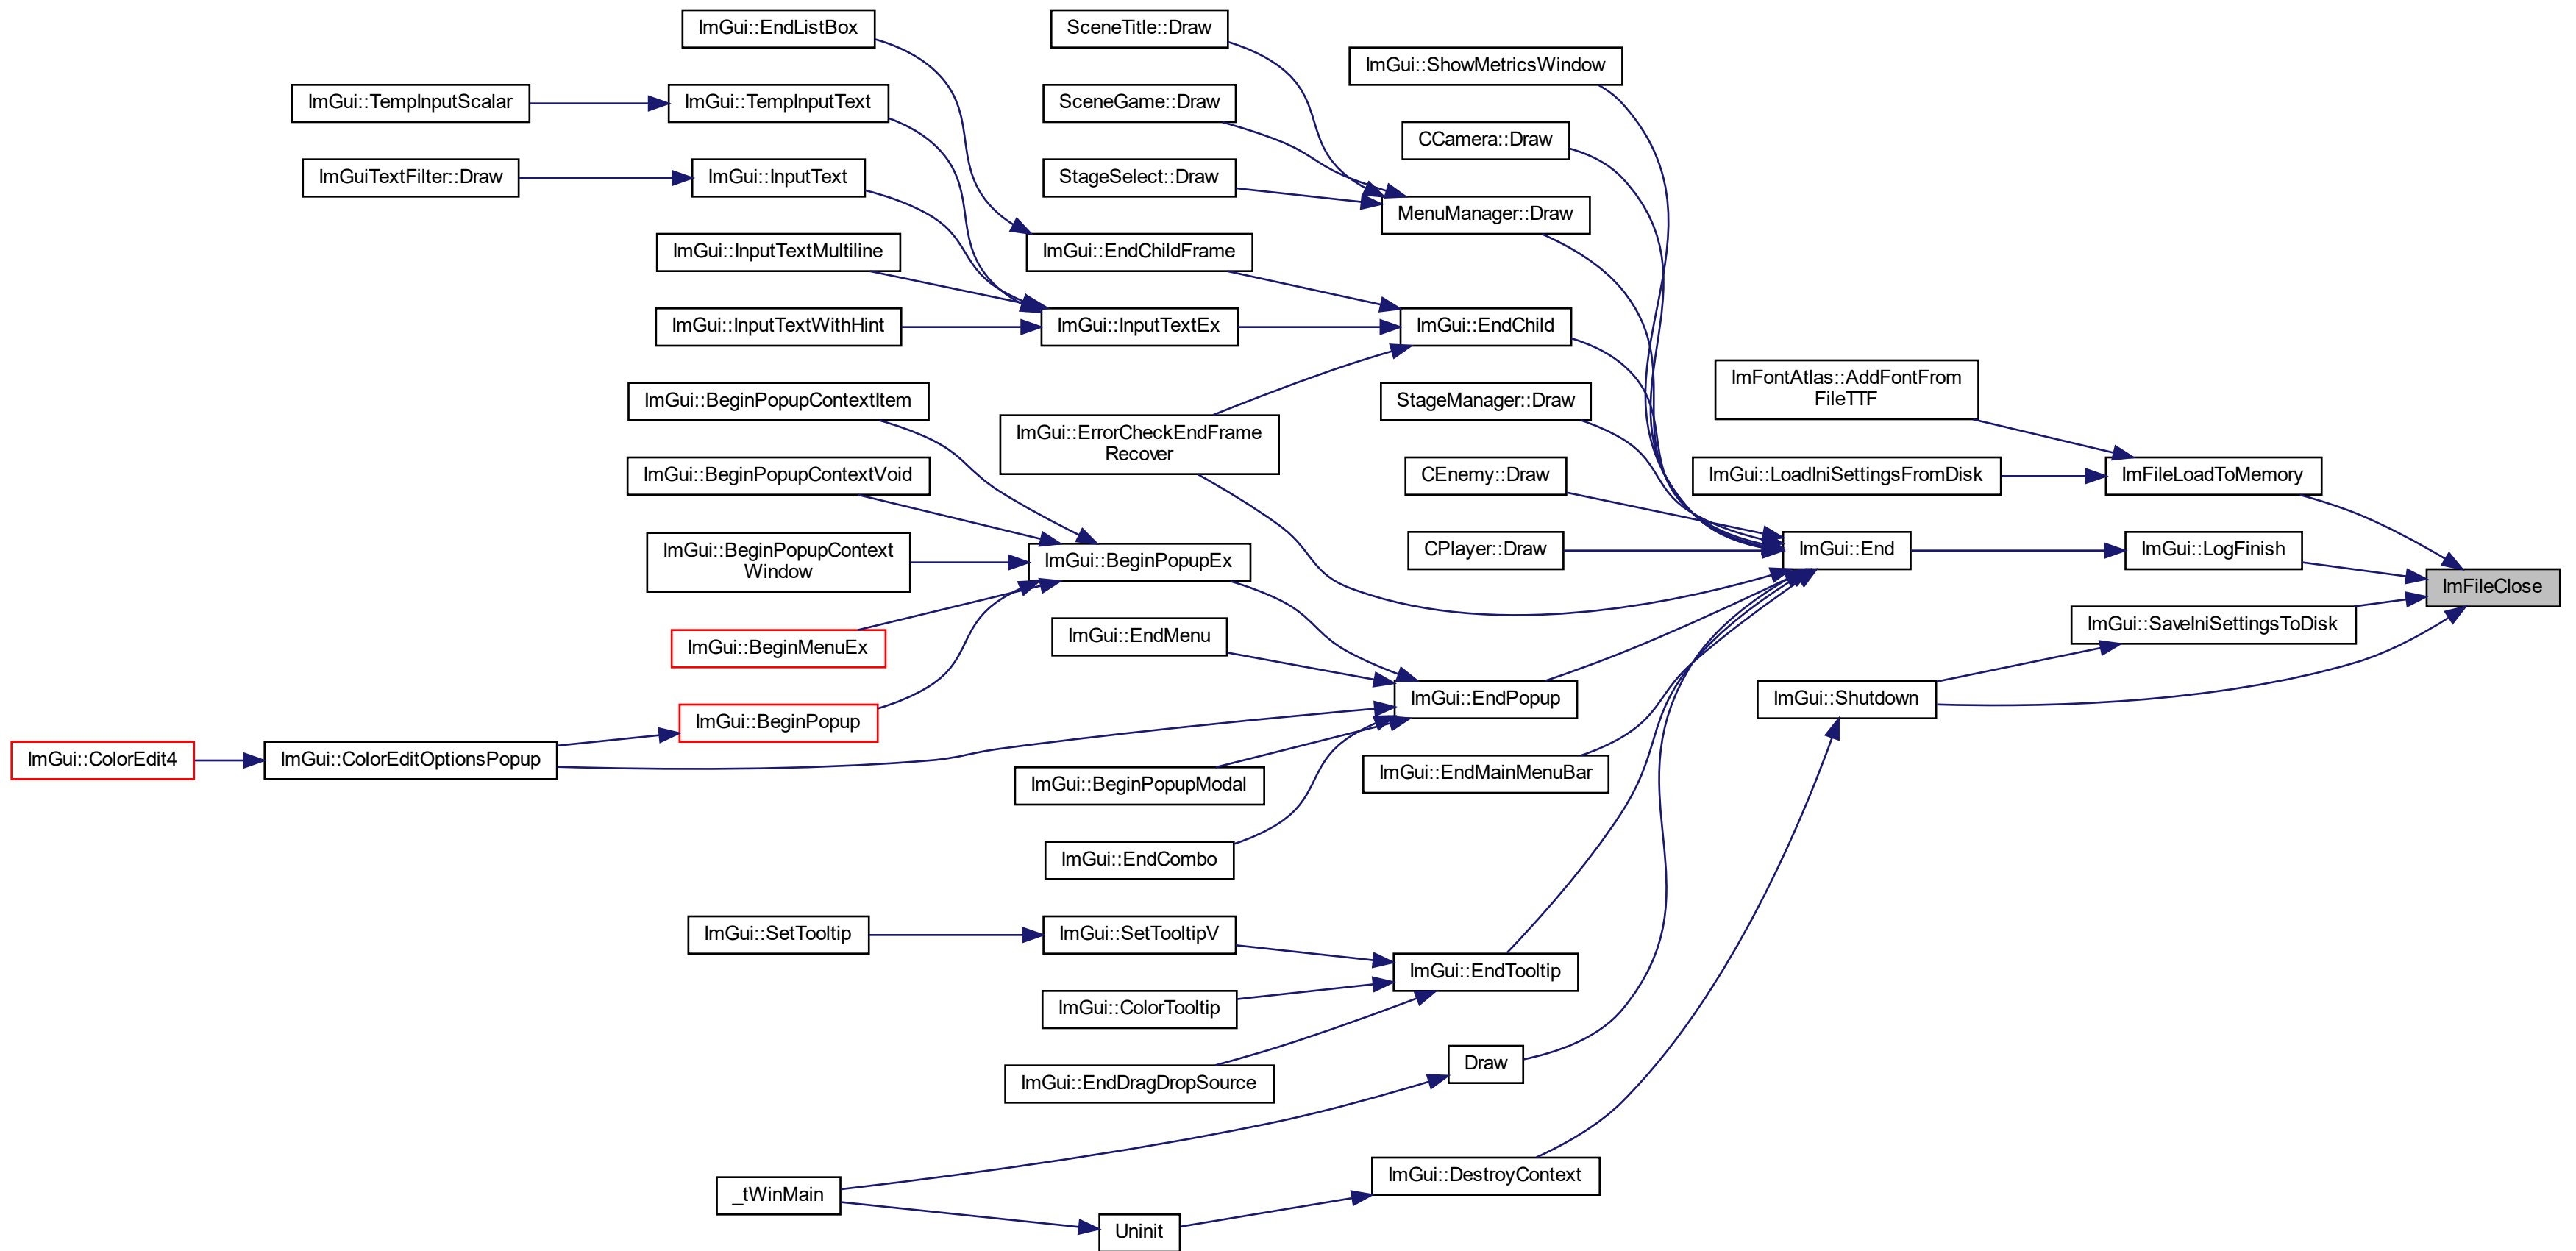 ImGui::EndListBox
SceneTitle::Draw
ImGui::ShowMetricsWindow
ImGui::TempInputScalar
ImGui::TempInputText
SceneGame::Draw
CCamera::Draw
ImGuiTextFilter::Draw
ImGui::InputText
StageSelect::Draw
MenuManager::Draw
ImGui::InputTextMultiline
ImGui::EndChildFrame
ImGui::InputTextWithHint
ImGui::InputTextEx
ImGui::EndChild
ImFontAtlas::AddFontFrom
FileTTF
ImGui::BeginPopupContextItem
StageManager::Draw
ImGui::ErrorCheckEndFrame
Recover
ImGui::BeginPopupContextVoid
CEnemy::Draw
ImGui::LoadIniSettingsFromDisk
ImFileLoadToMemory
ImGui::BeginPopupContext
Window
ImGui::BeginPopupEx
CPlayer::Draw
ImGui::End
ImGui::LogFinish
ImFileClose
ImGui::BeginMenuEx
ImGui::EndMenu
ImGui::SaveIniSettingsToDisk
ImGui::BeginPopup
ImGui::EndPopup
ImGui::Shutdown
ImGui::ColorEdit4
ImGui::ColorEditOptionsPopup
ImGui::BeginPopupModal
ImGui::EndMainMenuBar
ImGui::EndCombo
ImGui::SetTooltip
ImGui::SetTooltipV
ImGui::EndTooltip
ImGui::ColorTooltip
ImGui::EndDragDropSource
Draw
_tWinMain
ImGui::DestroyContext
Uninit